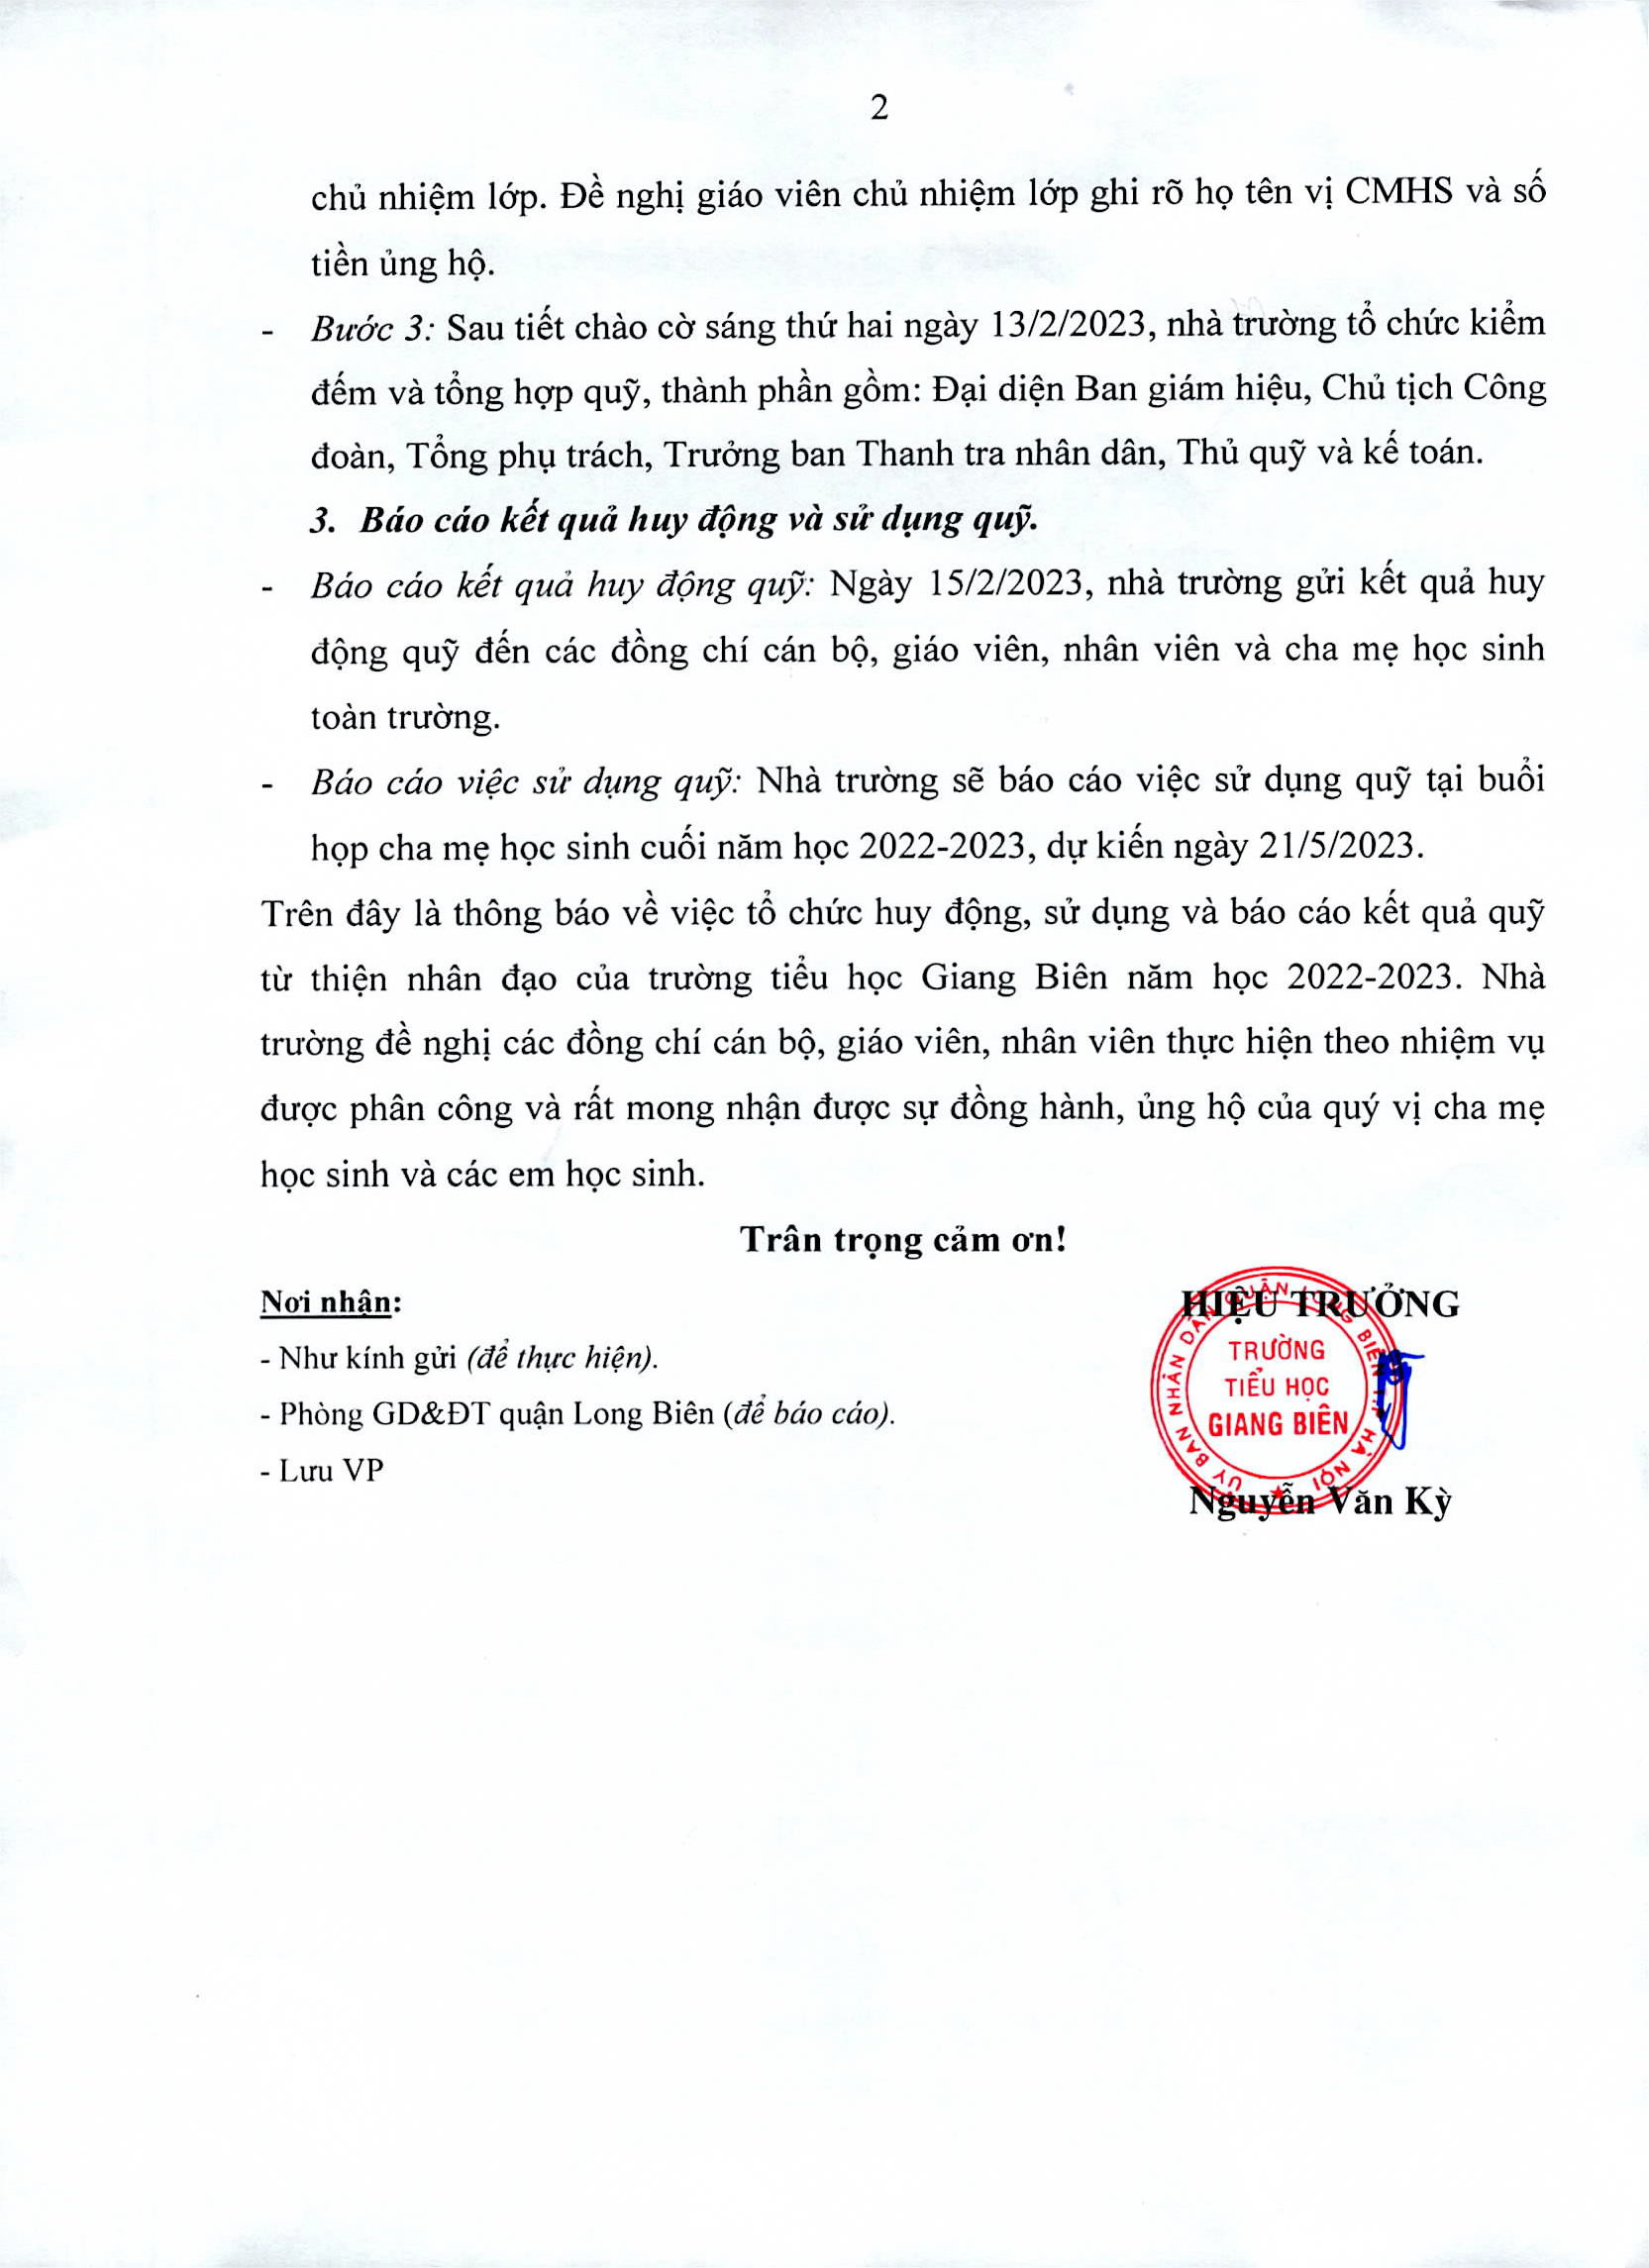 2
chủ nhiệm lớp. Đề nghị giáo viên chủ nhiệm lớp ghi rõ họ tên vị CMHS và số
tiền ủng hộ.
- Bước 3: Sau tiết chào cờ sáng thứ hai ngày 13/2/2023, nhà trường tổ chức kiểm
đếm và tổng hợp quỹ, thành phần gồm: Đại diện Ban giám hiệu, Chủ tịch Công
đoàn, Tổng phụ trách, Trưởng ban Thanh tra nhân dân, Thủ quỹ và kế toán.
3. Báo cáo kết quả huy động và sử dụng quỹ.
- Báo cáo kết quả huy động quỹ: Ngày 15/2/2023, nhà trường gửi kết quả huy
động quỹ đến các đồng chí cán bộ, giáo viên, nhân viên và cha mẹ học sinh
toàn trường.
- Báo cáo việc sử dụng quỹ: Nhà trường sẽ báo cáo việc sử dụng quỹ tại buổi
họp cha mẹ học sinh cuối năm học 2022-2023, dự kiến ngày 21/5/2023.
Trên đây là thông báo về việc tổ chức huy động, sử dụng và báo cáo kết quả quỹ
từ thiện nhân đạo của trường tiểu học Giang Biên năm học 2022-2023. Nhà
trường đề nghị các đồng chí cán bộ, giáo viên, nhân viên thực hiện theo nhiệm vụ
được phân công và rất mong nhận được sự đồng hành, ủng hộ của quý vị cha mẹ
học sinh và các em học sinh.
Trân trọng cảm ơn!
Nơi nhận:
- Như kính gửi (để thực hiện).
- Phòng GD&ĐT quận Long Biên (để báo cáo).
- Lưu VP
HIỆU TRƯỞNG
ỦY BAN NHÂN DÂN QUẬN LONG BIÊN T.P HÀ NỘI
TRƯỜNG
TIỂU HỌC
GIANG BIÊN
Nguyễn Văn Kỳ